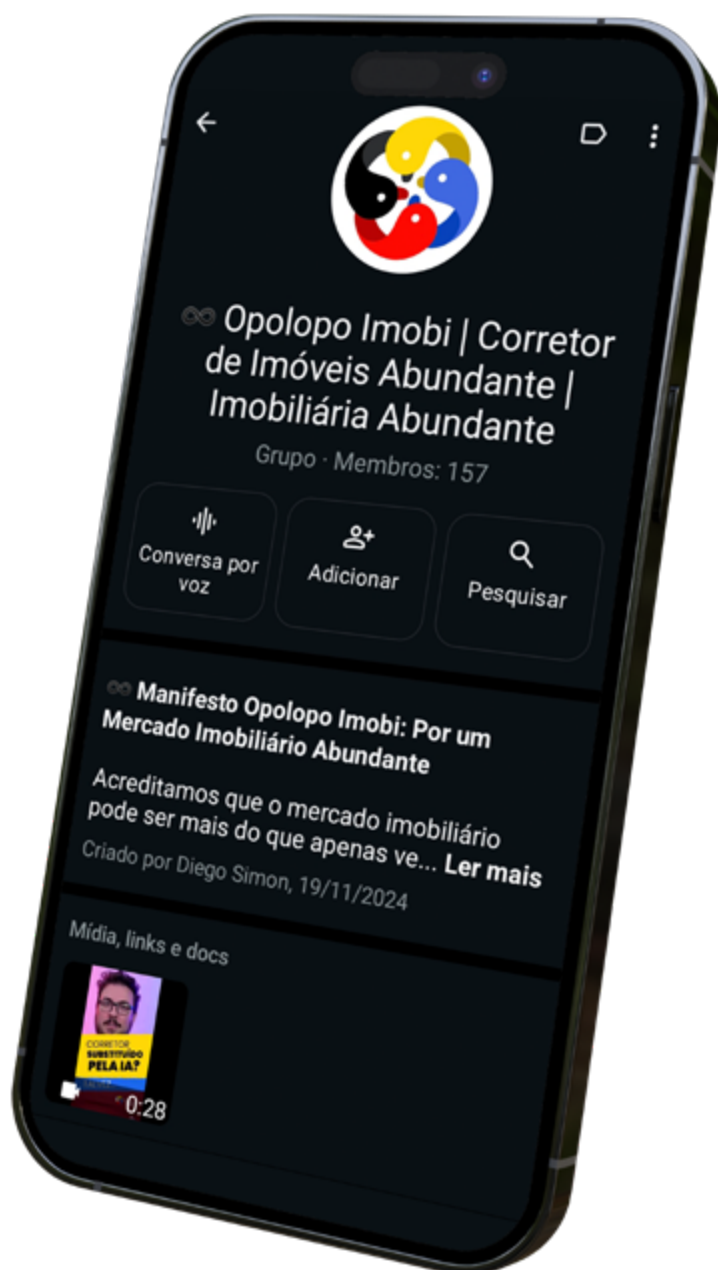 ♾️ Opolopo Imobi | Corretor
de Imóveis Abundante |
Imobiliária Abundante
Grupo · Membros: 157
Conversa por
voz
Adicionar
Pesquisar
♾️ Manifesto Opolopo Imobi: Por um
Mercado Imobiliário Abundante
Acreditamos que o mercado imobiliário
pode ser mais do que apenas ve... Ler mais
Criado por Diego Simon, 19/11/2024
Mídia, links e docs
CORRETOR
SUBSTITUÍDO
PELA IA?
0:28